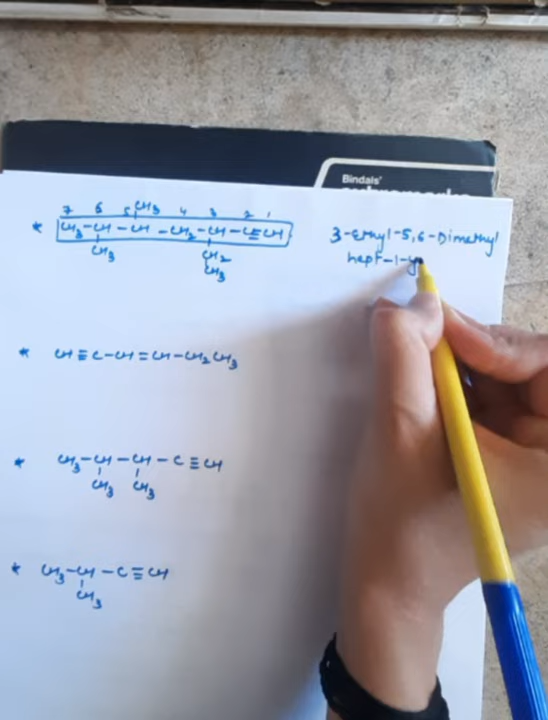 Bindals'
7 6 5 CH3 4 3 2 1
* CH3-CH-CH-CH2-CH-C≡CH
CH3 CH2
CH3
3-Ethyl-5,6-Dimethyl
hept-1-y
* CH≡C-CH=CH-CH2CH3
* CH3-CH-CH-C≡CH
CH3 CH3
* CH3-CH-C≡CH
CH3